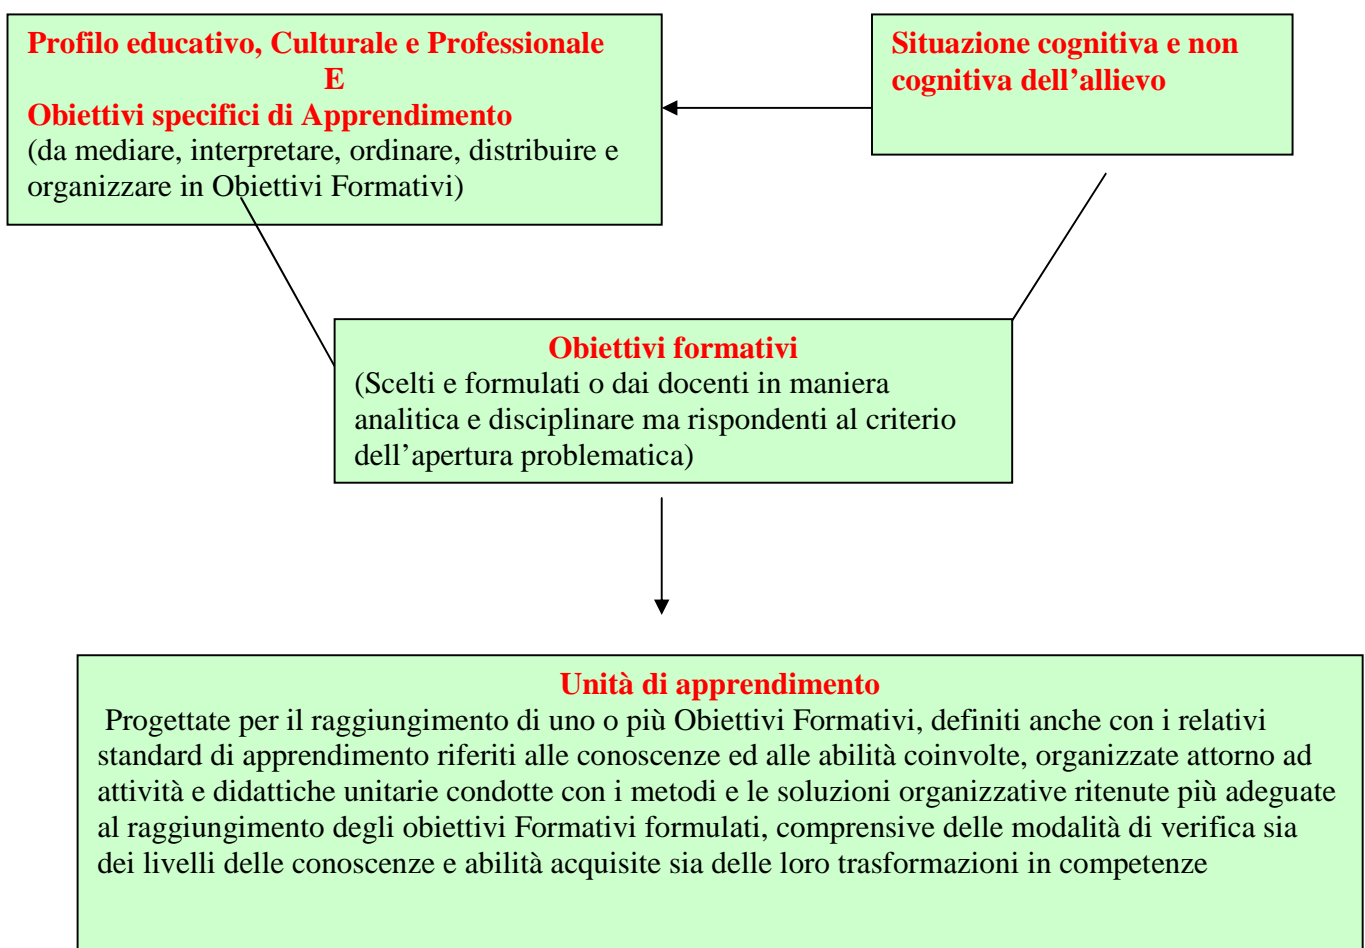 Profilo educativo, Culturale e Professionale
E
Obiettivi specifici di Apprendimento
(da mediare, interpretare, ordinare, distribuire e
organizzare in Obiettivi Formativi)
Situazione cognitiva e non
cognitiva dell’allievo
Obiettivi formativi
(Scelti e formulati o dai docenti in maniera
analitica e disciplinare ma rispondenti al criterio
dell’apertura problematica)
Unità di apprendimento
Progettate per il raggiungimento di uno o più Obiettivi Formativi, definiti anche con i relativi
standard di apprendimento riferiti alle conoscenze ed alle abilità coinvolte, organizzate attorno ad
attività e didattiche unitarie condotte con i metodi e le soluzioni organizzative ritenute più adeguate
al raggiungimento degli obiettivi Formativi formulati, comprensive delle modalità di verifica sia
dei livelli delle conoscenze e abilità acquisite sia delle loro trasformazioni in competenze